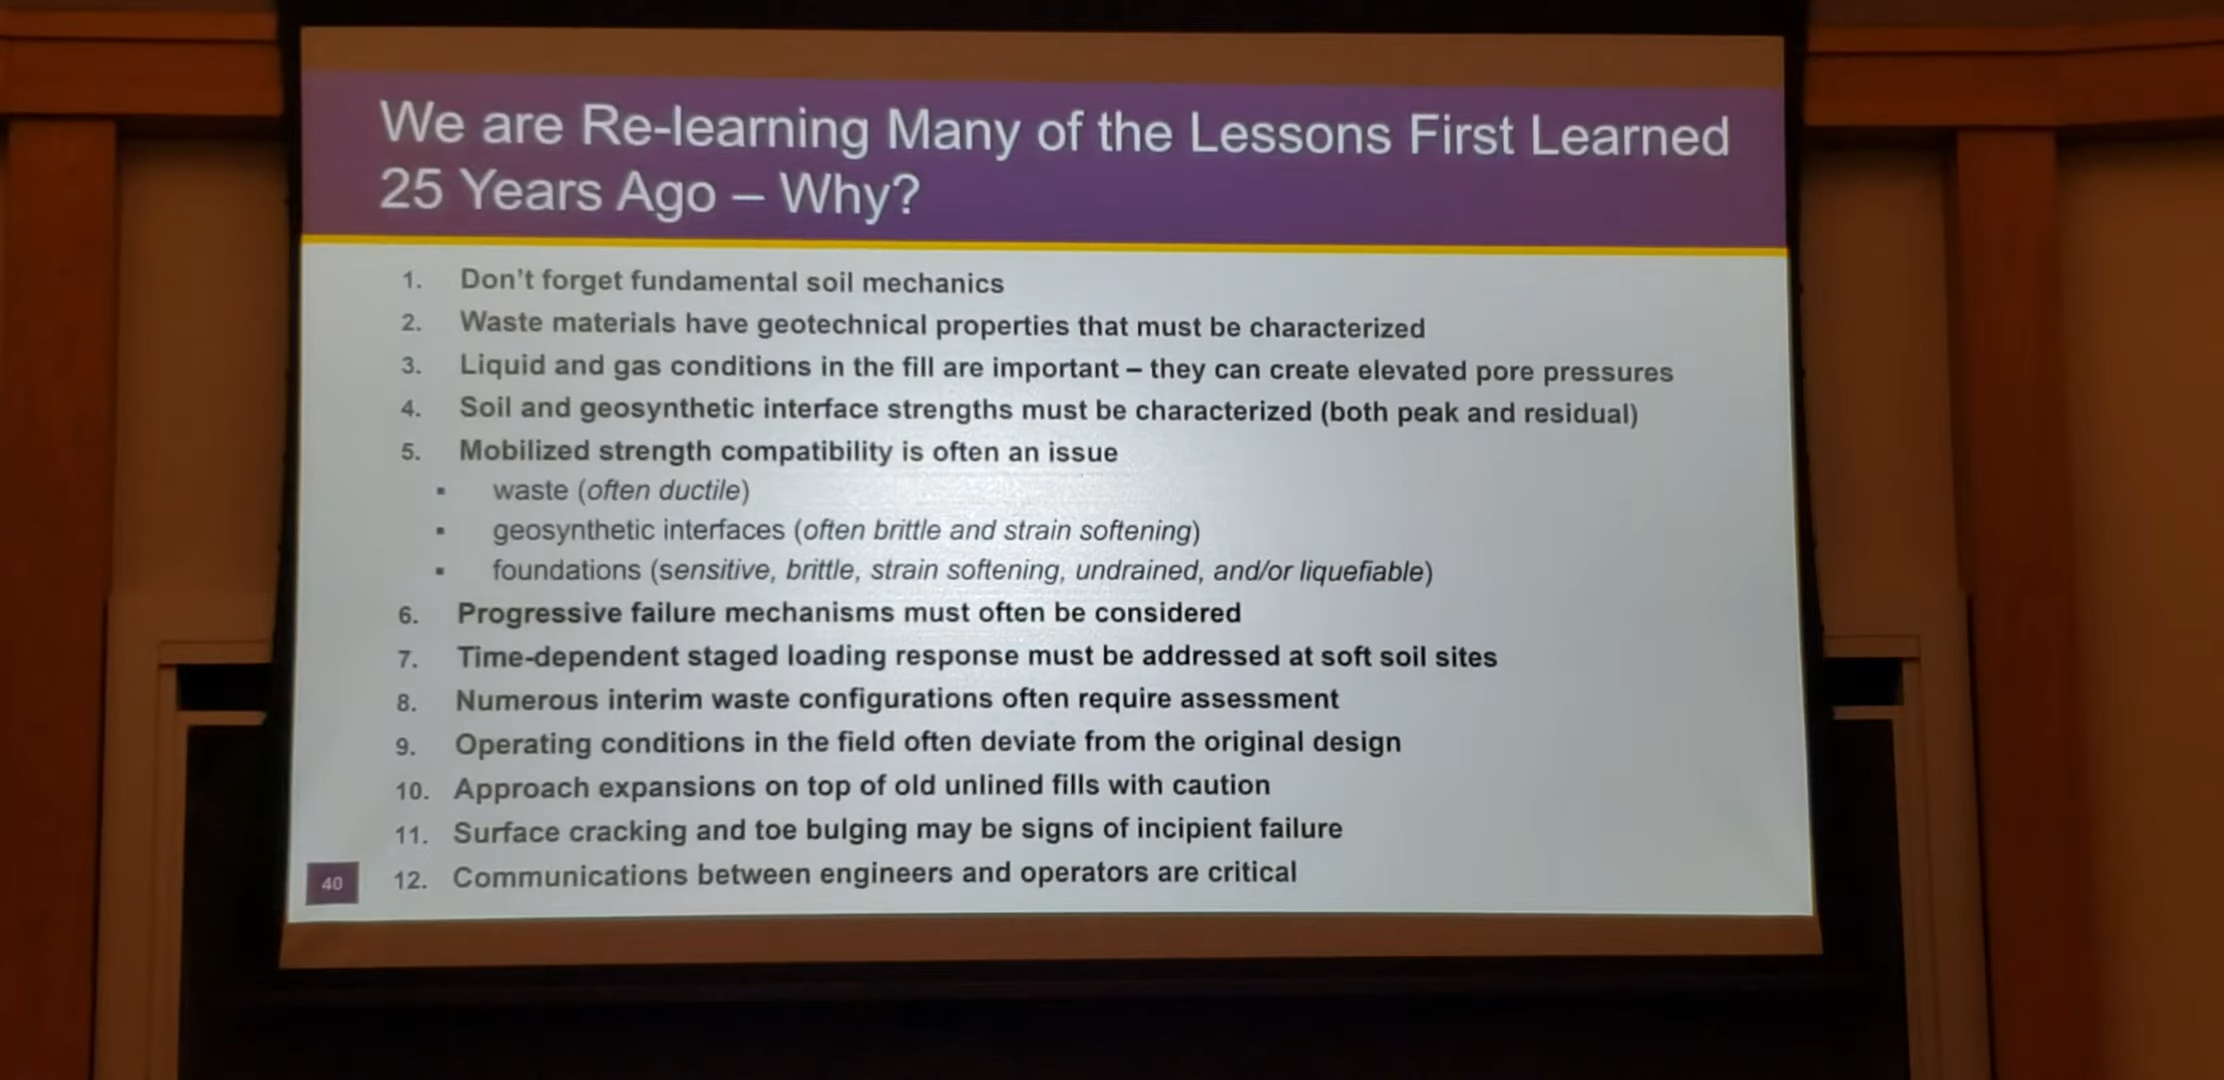 We are Re-learning Many of the Lessons First Learned
25 Years Ago – Why?
1. Don't forget fundamental soil mechanics
2. Waste materials have geotechnical properties that must be characterized
3. Liquid and gas conditions in the fill are important – they can create elevated pore pressures
4. Soil and geosynthetic interface strengths must be characterized (both peak and residual)
5. Mobilized strength compatibility is often an issue
▪ waste (often ductile)
▪ geosynthetic interfaces (often brittle and strain softening)
▪ foundations (sensitive, brittle, strain softening, undrained, and/or liquefiable)
6. Progressive failure mechanisms must often be considered
7. Time-dependent staged loading response must be addressed at soft soil sites
8. Numerous interim waste configurations often require assessment
9. Operating conditions in the field often deviate from the original design
10. Approach expansions on top of old unlined fills with caution
11. Surface cracking and toe bulging may be signs of incipient failure
12. Communications between engineers and operators are critical
40